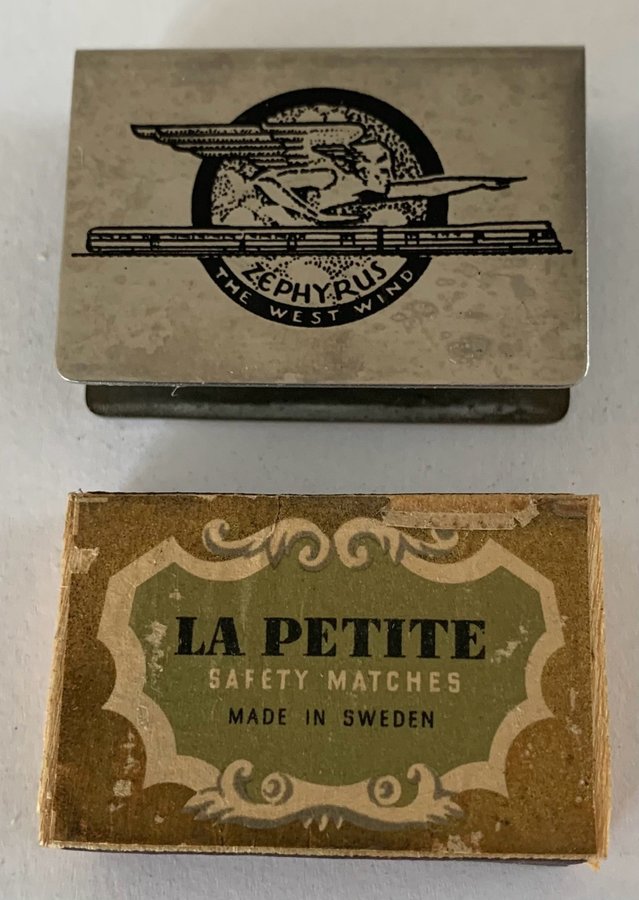 ZEPHYRUS
THE WEST WIND
LA PETITE
SAFETY MATCHES
MADE IN SWEDEN